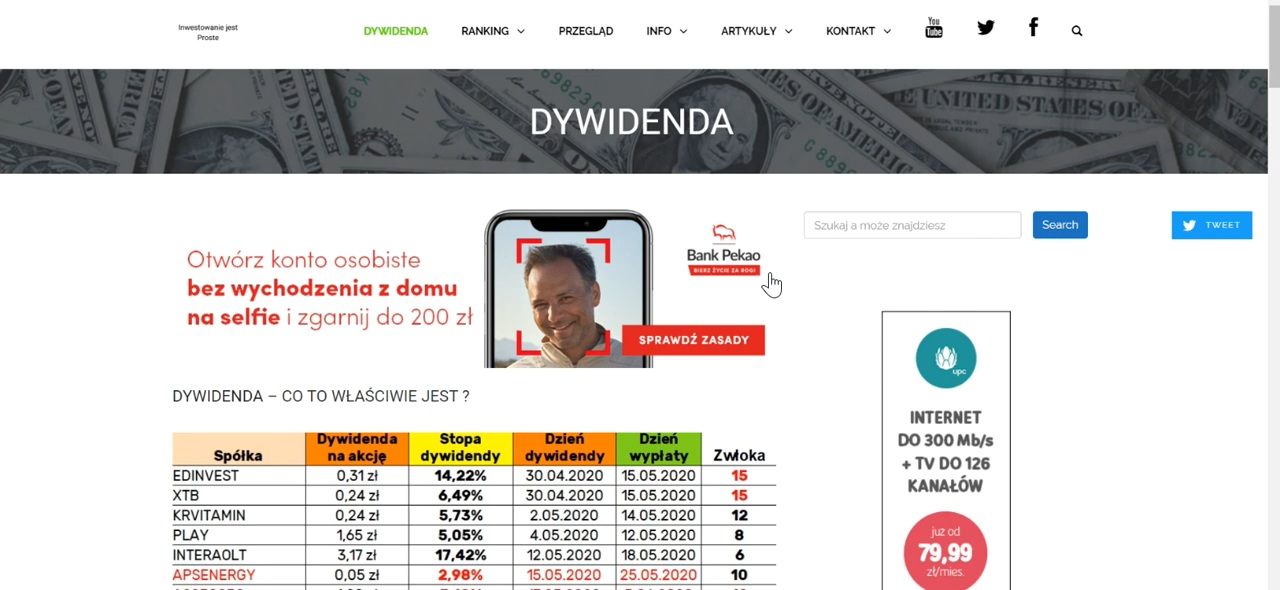 Inwestowanie jest
Proste
DYWIDENDA
RANKING
PRZEGLĄD
INFO
ARTYKUŁY
KONTAKT
You
Tube
DYWIDENDA
Otwórz konto osobiste
bez wychodzenia z domu
na selfie i zgarnij do 200 zł
Bank Pekao
BIERZ ŻYCIE ZA ROGI
SPRAWDŹ ZASADY
Szukaj a może znajdziesz
Search
TWEET
DYWIDENDA – CO TO WŁAŚCIWIE JEST ?
Spółka Dywidenda na akcję Stopa dywidendy Dzień dywidendy Dzień wypłaty Zwłoka
EDINVEST 0,31 zł 14,22% 30.04.2020 15.05.2020 15
XTB 0,24 zł 6,49% 30.04.2020 15.05.2020 15
KRVITAMIN 0,24 zł 5,73% 2.05.2020 14.05.2020 12
PLAY 1,65 zł 5,05% 4.05.2020 12.05.2020 8
INTERAOLT 3,17 zł 17,42% 12.05.2020 18.05.2020 6
APSENERGY 0,05 zł 2,98% 15.05.2020 25.05.2020 10
upc
INTERNET
DO 300 Mb/s
+ TV DO 126
KANAŁÓW
już od
79,99
zł/mies.